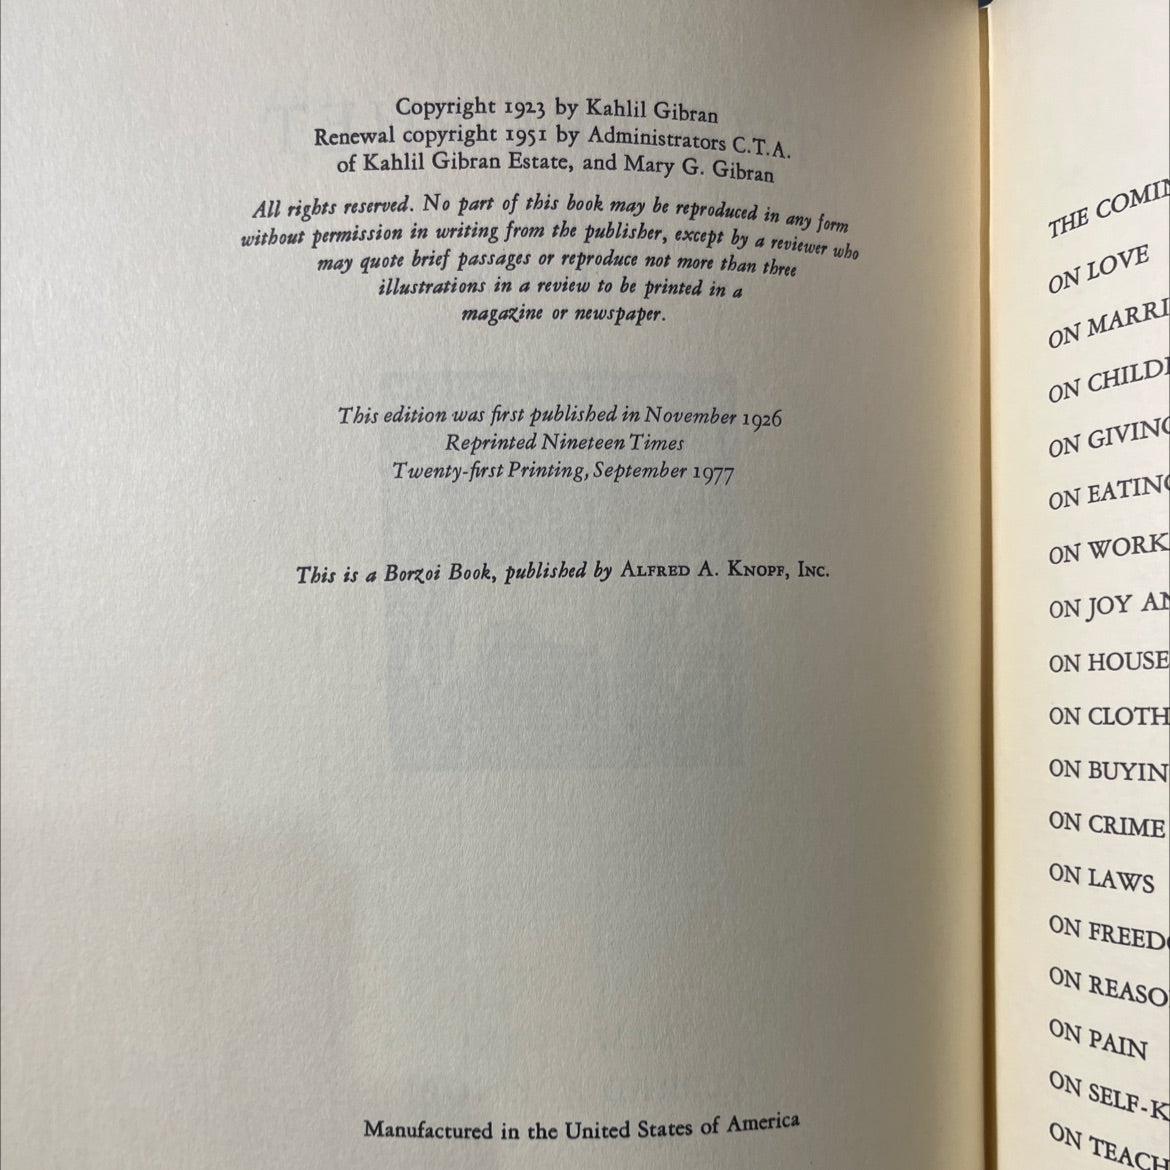 Copyright 1923 by Kahlil Gibran
Renewal copyright 1951 by Administrators C.T.A.
of Kahlil Gibran Estate, and Mary G. Gibran
All rights reserved. No part of this book may be reproduced in any form
without permission in writing from the publisher, except by a reviewer who
may quote brief passages or reproduce not more than three
illustrations in a review to be printed in a
magazine or newspaper.
This edition was first published in November 1926
Reprinted Nineteen Times
Twenty-first Printing, September 1977
This is a Borzoi Book, published by ALFRED A. KNOPF, INC.
Manufactured in the United States of America
THE COMIN
ON LOVE
ON MARRI
ON CHILD
ON GIVING
ON EATING
ON WORK
ON JOY AN
ON HOUSE
ON CLOTH
ON BUYIN
ON CRIME
ON LAWS
ON FREED
ON REASO
ON PAIN
ON SELF-K
ON TEACH